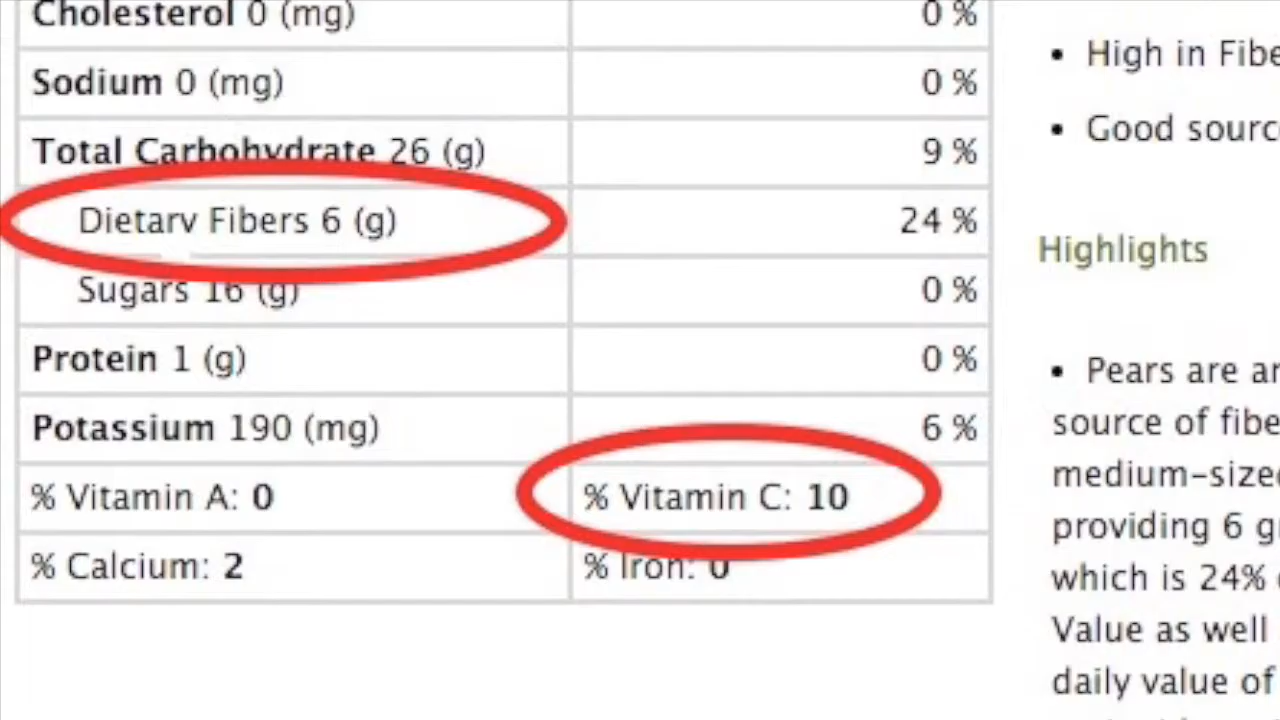 Cholesterol 0 (mg) 0 %
Sodium 0 (mg) 0 %
Total Carbohydrate 26 (g) 9 %
Dietary Fibers 6 (g) 24 %
Sugars 16 (g) 0 %
Protein 1 (g) 0 %
Potassium 190 (mg) 6 %
% Vitamin A: 0 % Vitamin C: 10
% Calcium: 2 % Iron: 0
• High in Fibe
• Good sourc
Highlights
• Pears are an
source of fibe
medium-sized
providing 6 g
which is 24%
Value as well
daily value of